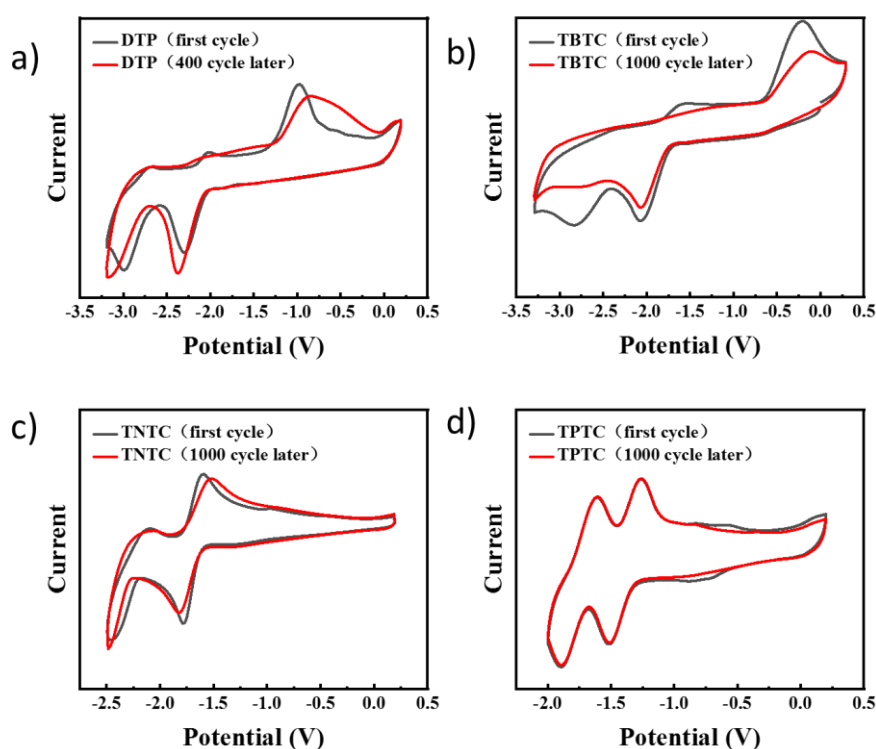 a)
DTP（first cycle）
DTP（400 cycle later）
Current
-3.5 -3.0 -2.5 -2.0 -1.5 -1.0 -0.5 0.0 0.5
Potential (V)
b)
TBTC（first cycle）
TBTC（1000 cycle later）
Current
-3.5 -3.0 -2.5 -2.0 -1.5 -1.0 -0.5 0.0 0.5
Potential (V)
c)
TNTC（first cycle）
TNTC（1000 cycle later）
Current
-2.5 -2.0 -1.5 -1.0 -0.5 0.0
Potential (V)
d)
TPTC（first cycle）
TPTC（1000 cycle later）
Current
-2.0 -1.5 -1.0 -0.5 0.0 0.5
Potential (V)